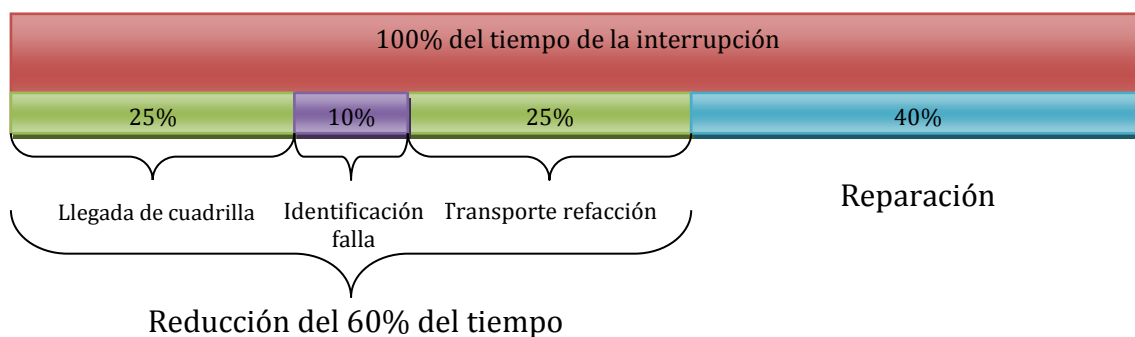 100% del tiempo de la interrupción
25%
10%
25%
40%
Llegada de cuadrilla
Identificación
falla
Transporte refacción
Reparación
Reducción del 60% del tiempo